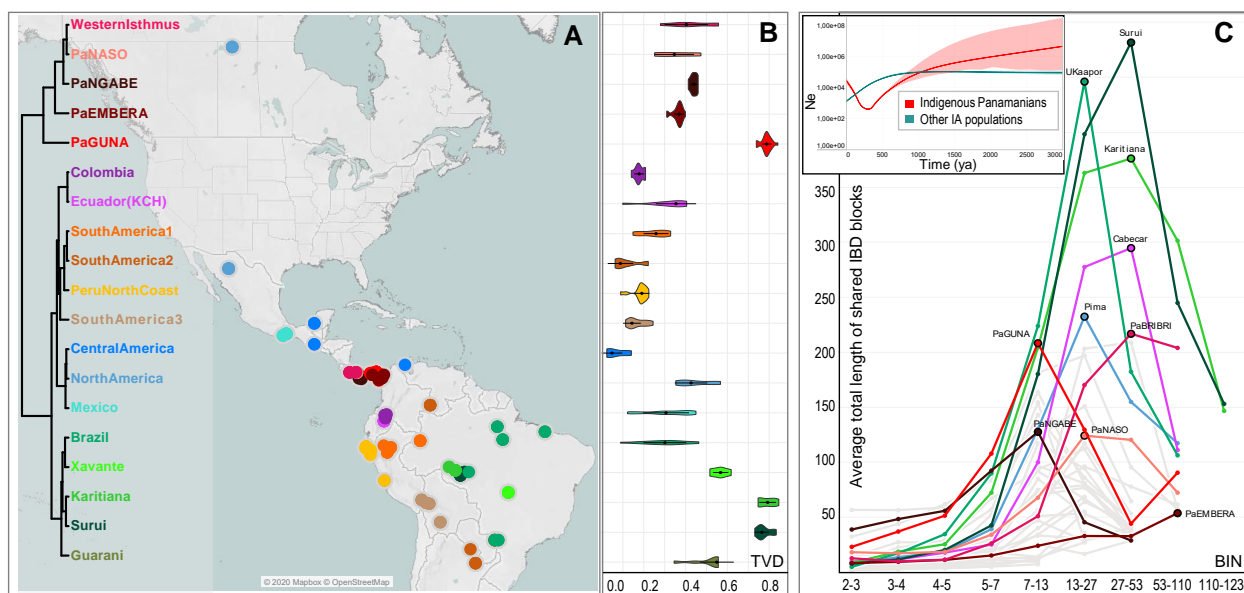 A
WesternIsthmus
PaNASO
PaNGABE
PaEMBERA
PaGUNA
Colombia
Ecuador(KCH)
SouthAmerica1
SouthAmerica2
PeruNorthCoast
SouthAmerica3
CentralAmerica
NorthAmerica
Mexico
Brazil
Xavante
Karitiana
Surui
Guarani
© 2020 Mapbox © OpenStreetMap
B
TVD
0.0 0.2 0.4 0.6 0.8
C
1,00e+08
1,00e+06
1,00e+04
1,00e+02
1,00e+00
Ne
Indigenous Panamanians
Other IA populations
0 500 1000 1500 2000 2500 3000
Time (ya)
Average total length of shared IBD blocks
350
300
250
200
150
100
50
Surui
UKaapor
Karitiana
Cabecar
Pima
PaBRIBRI
PaGUNA
PaNGABE
PaNASO
PaEMBERA
BIN
2-3 3-4 4-5 5-7 7-13 13-27 27-53 53-110 110-123